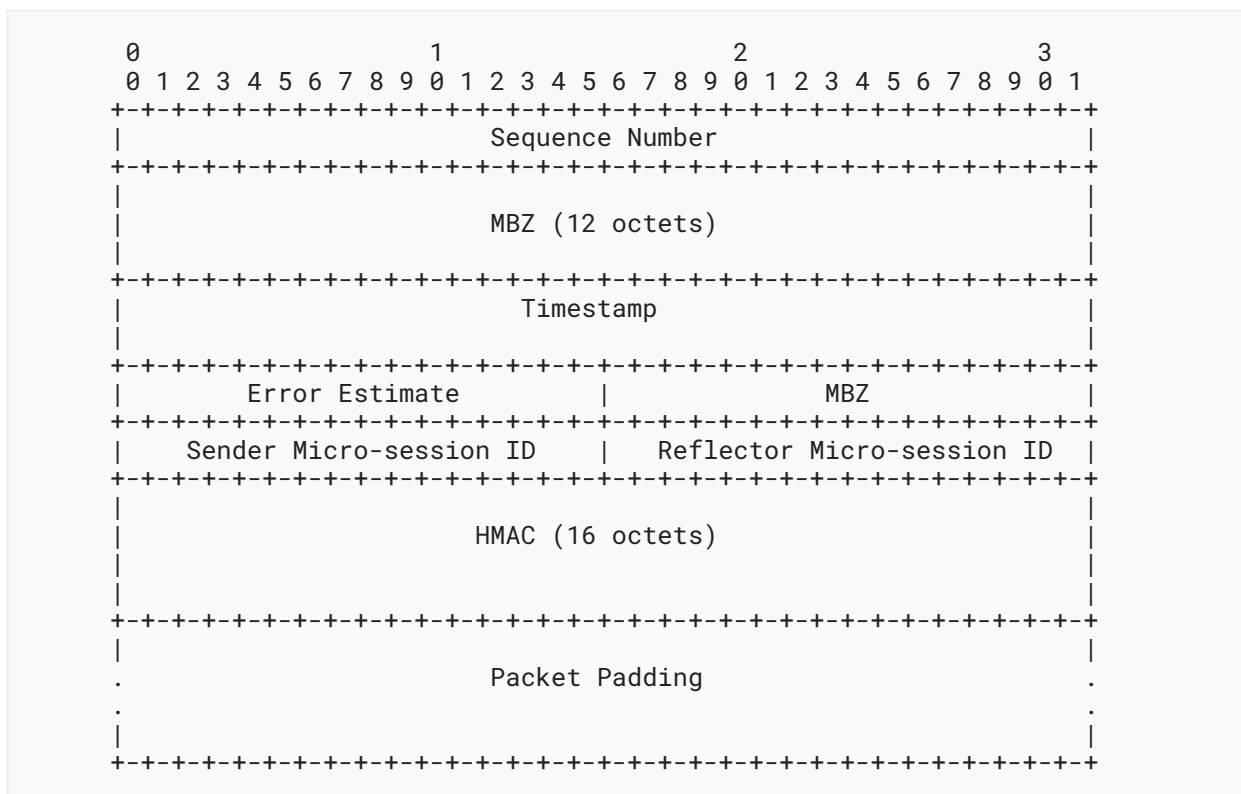 0                   1                   2                   3
 0 1 2 3 4 5 6 7 8 9 0 1 2 3 4 5 6 7 8 9 0 1 2 3 4 5 6 7 8 9 0 1
+-+-+-+-+-+-+-+-+-+-+-+-+-+-+-+-+-+-+-+-+-+-+-+-+-+-+-+-+-+-+-+-+
|                        Sequence Number                        |
+-+-+-+-+-+-+-+-+-+-+-+-+-+-+-+-+-+-+-+-+-+-+-+-+-+-+-+-+-+-+-+-+
|                                                               |
|                        MBZ (12 octets)                        |
|                                                               |
+-+-+-+-+-+-+-+-+-+-+-+-+-+-+-+-+-+-+-+-+-+-+-+-+-+-+-+-+-+-+-+-+
|                          Timestamp                            |
|                                                               |
+-+-+-+-+-+-+-+-+-+-+-+-+-+-+-+-+-+-+-+-+-+-+-+-+-+-+-+-+-+-+-+-+
|        Error Estimate         |              MBZ              |
+-+-+-+-+-+-+-+-+-+-+-+-+-+-+-+-+-+-+-+-+-+-+-+-+-+-+-+-+-+-+-+-+
|    Sender Micro-session ID    |   Reflector Micro-session ID  |
+-+-+-+-+-+-+-+-+-+-+-+-+-+-+-+-+-+-+-+-+-+-+-+-+-+-+-+-+-+-+-+-+
|                                                               |
|                       HMAC (16 octets)                        |
|                                                               |
|                                                               |
+-+-+-+-+-+-+-+-+-+-+-+-+-+-+-+-+-+-+-+-+-+-+-+-+-+-+-+-+-+-+-+-+
|                                                               |
.                        Packet Padding                         .
.                                                               .
|                                                               |
+-+-+-+-+-+-+-+-+-+-+-+-+-+-+-+-+-+-+-+-+-+-+-+-+-+-+-+-+-+-+-+-+